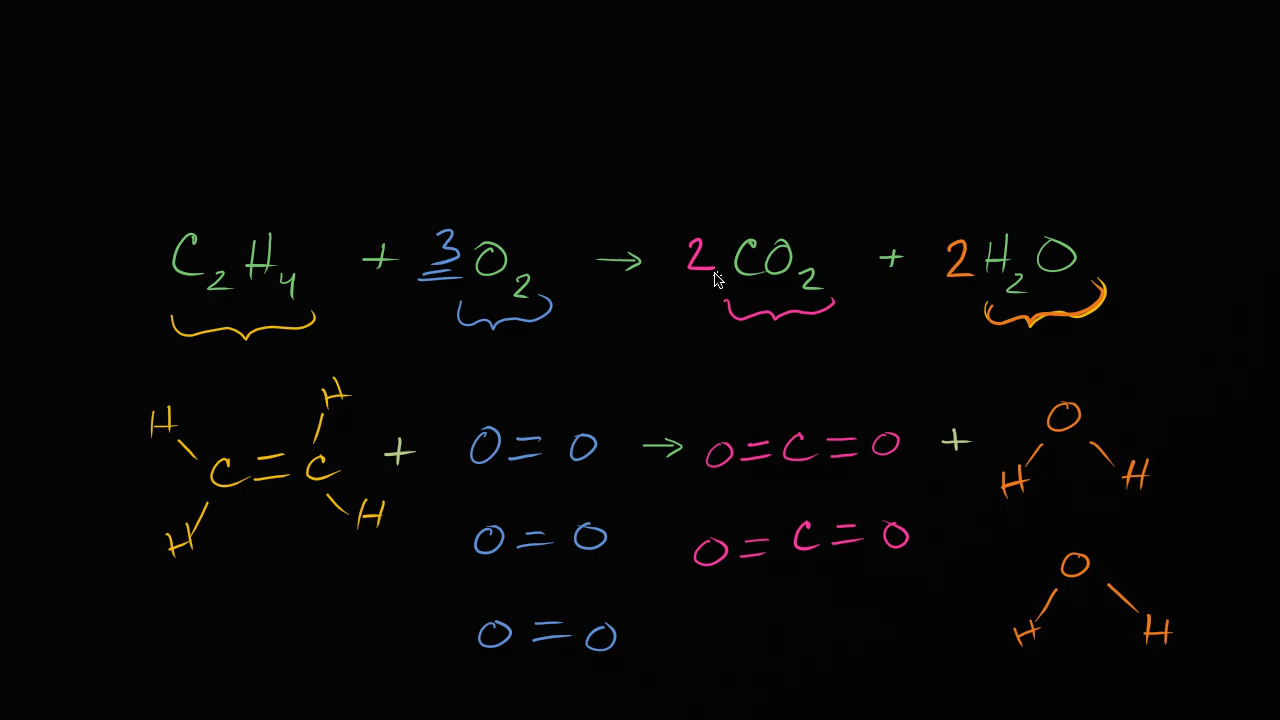 C₂H₄ + 3O₂ → 2CO₂ + 2H₂O
H H O
C = C + O = O → O = C = O +
H H H H
O = O O = C = O O
O = O H H